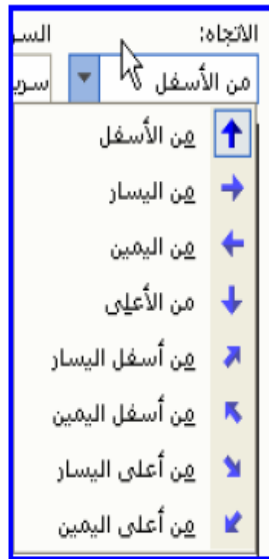 الاتجاه:
من الأسفل
من الأسفل
من اليسار
من اليمين
من الأعلى
من أسفل اليسار
من أسفل اليمين
من أعلى اليسار
من أعلى اليمين